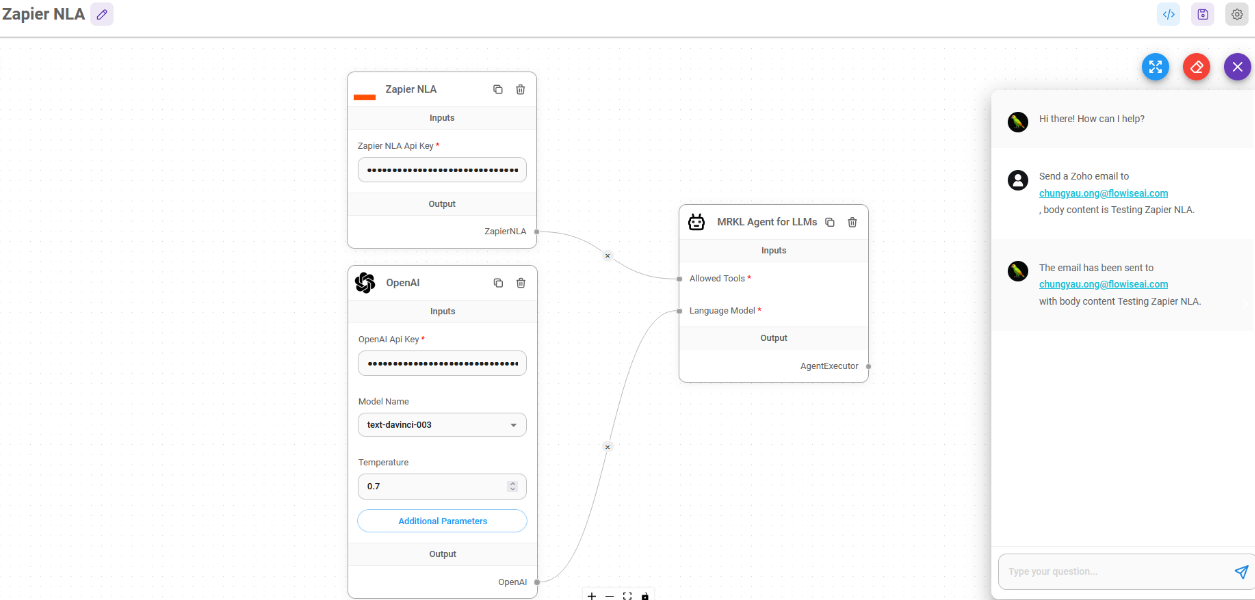 Zapier NLA
Zapier NLA
Inputs
Zapier NLA Api Key *
••••••••••••••••••••••••••••••
Output
ZapierNLA
OpenAI
Inputs
OpenAI Api Key *
••••••••••••••••••••••••••••••
Model Name
text-davinci-003
Temperature
0.7
Additional Parameters
Output
OpenAI
MRKL Agent for LLMs
Inputs
Allowed Tools *
Language Model *
Output
AgentExecutor
Hi there! How can I help?
Send a Zoho email to
chungyau.ong@flowiseai.com
, body content is Testing Zapier NLA.
The email has been sent to
chungyau.ong@flowiseai.com
with body content Testing Zapier NLA.
Type your question...